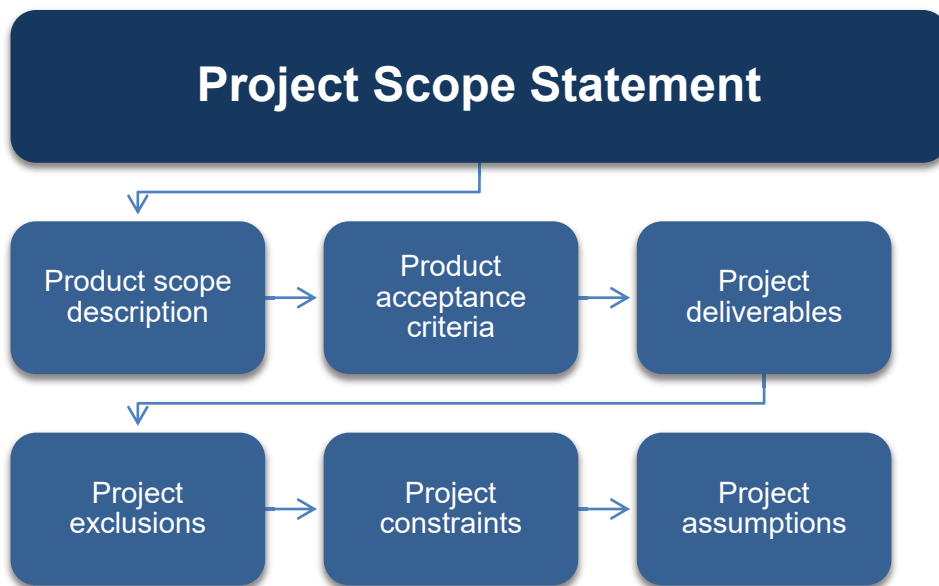 Project Scope Statement
Product scope
description
Product
acceptance
criteria
Project
deliverables
Project
exclusions
Project
constraints
Project
assumptions